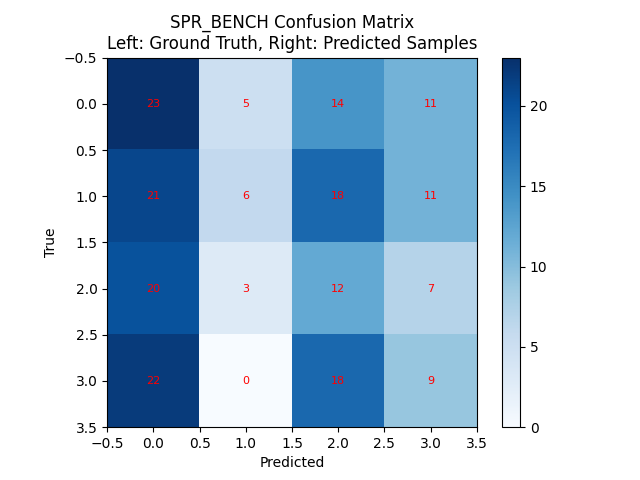 SPR_BENCH Confusion Matrix
Left: Ground Truth, Right: Predicted Samples
−0.5
0.0
0.5
1.0
1.5
2.0
2.5
3.0
3.5
True
23 5 14 11
21 6 18 11
20 3 12 7
22 0 18 9
−0.5 0.0 0.5 1.0 1.5 2.0 2.5 3.0 3.5
Predicted
20
15
10
5
0